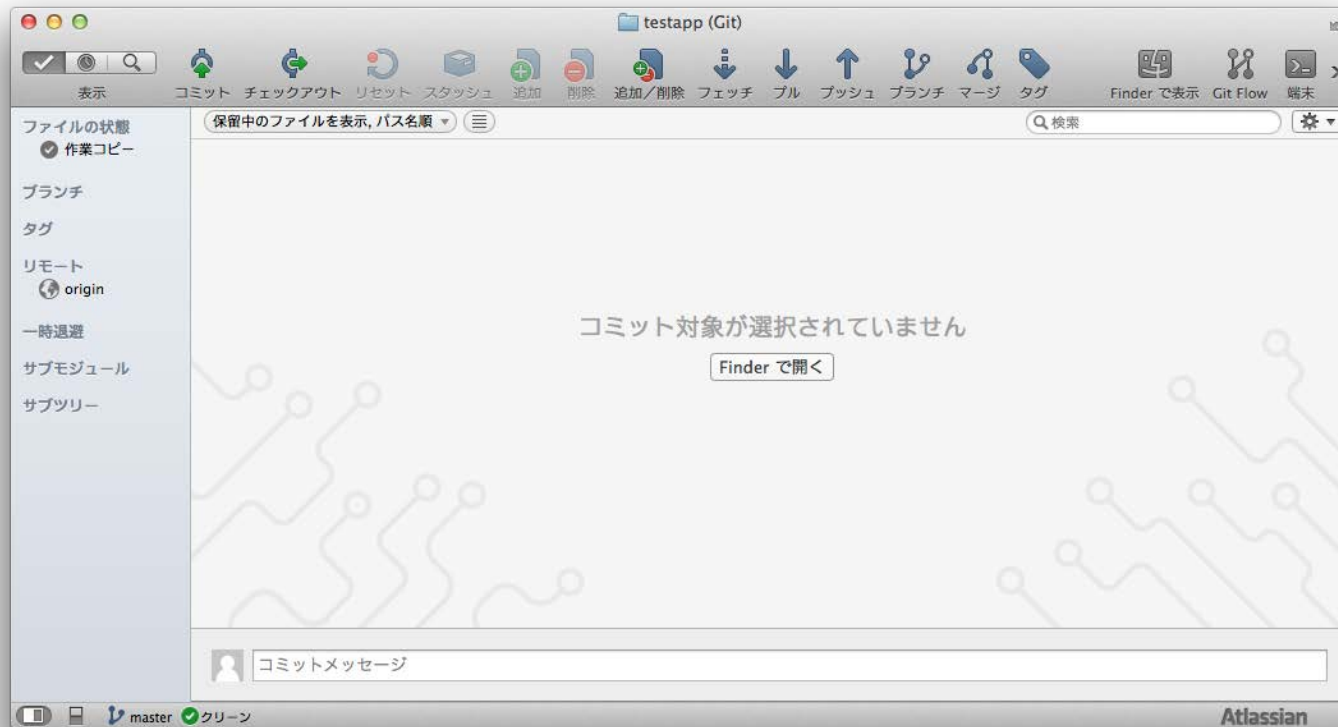 testapp (Git)
表示
コミット チェックアウト リセット スタッシュ 追加 削除 追加／削除 フェッチ プル プッシュ ブランチ マージ タグ Finder で表示 Git Flow 端末
ファイルの状態
作業コピー
ブランチ
タグ
リモート
origin
一時退避
サブモジュール
サブツリー
保留中のファイルを表示, パス名順
検索
コミット対象が選択されていません
Finder で開く
コミットメッセージ
master クリーン
Atlassian